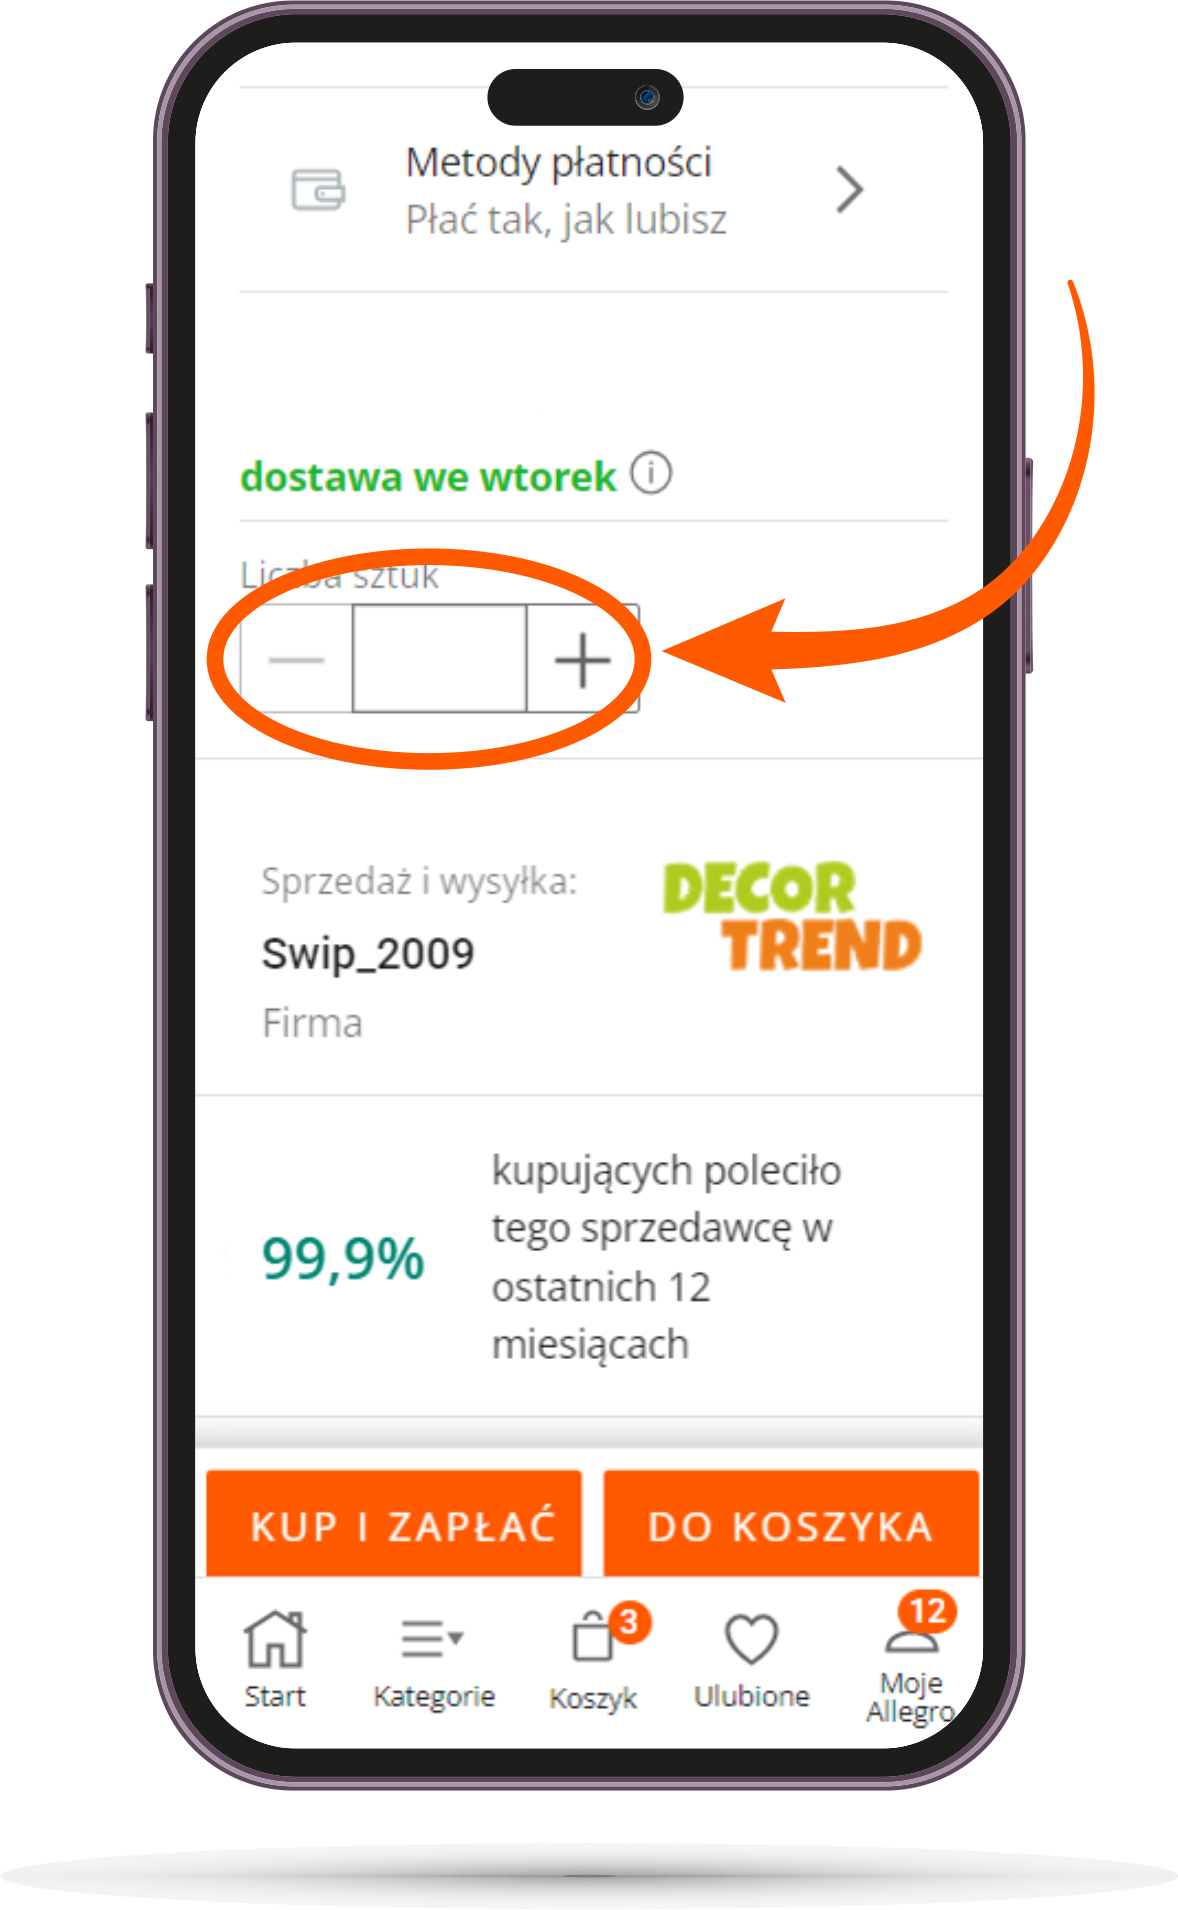 Metody płatności
Płać tak, jak lubisz
dostawa we wtorek
Liczba sztuk
Sprzedaż i wysyłka:
Swip_2009
Firma
DECOR
TREND
99,9%
kupujących poleciło
tego sprzedawcę w
ostatnich 12
miesiącach
KUP I ZAPŁAĆ
DO KOSZYKA
3
12
Start
Kategorie
Koszyk
Ulubione
Moje
Allegro